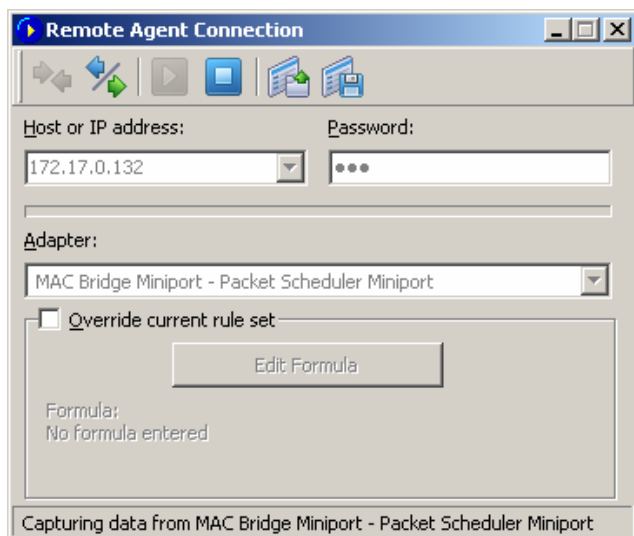 Remote Agent Connection
Host or IP address: Password:
172.17.0.132 •••
Adapter:
MAC Bridge Miniport - Packet Scheduler Miniport
Override current rule set
Edit Formula
Formula:
No formula entered
Capturing data from MAC Bridge Miniport - Packet Scheduler Miniport